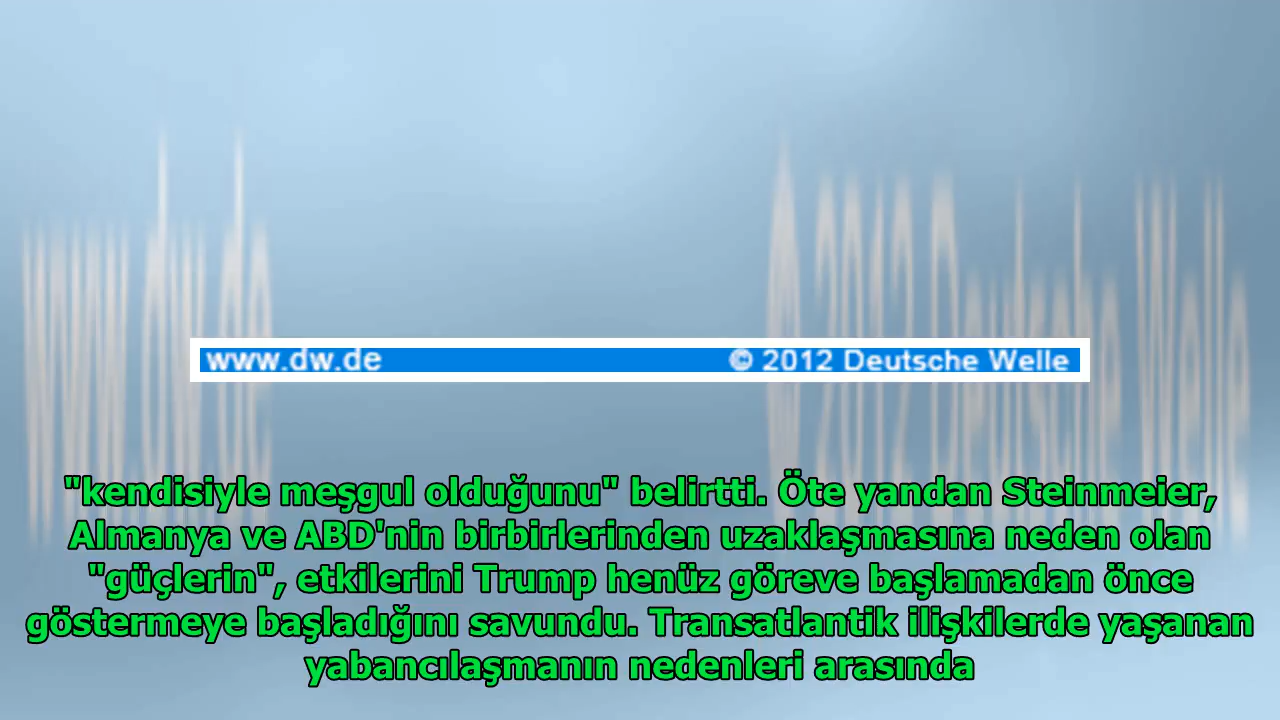 www.dw.de © 2012 Deutsche Welle
"kendisiyle meşgul olduğunu" belirtti. Öte yandan Steinmeier,
Almanya ve ABD'nin birbirlerinden uzaklaşmasına neden olan
"güçlerin", etkilerini Trump henüz göreve başlamadan önce
göstermeye başladığını savundu. Transatlantik ilişkilerde yaşanan
yabancılaşmanın nedenleri arasında